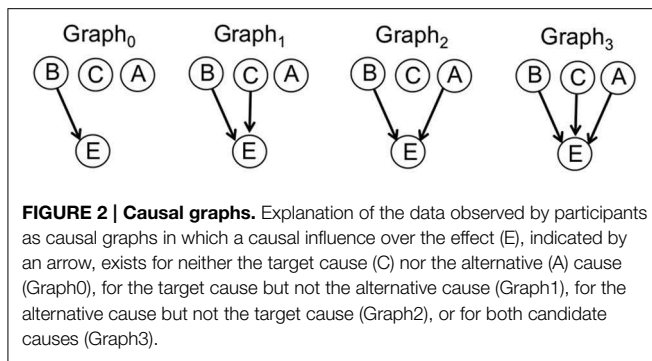 Graph₀ Graph₁ Graph₂ Graph₃
B C A B C A B C A B C A
E E E E
FIGURE 2 | Causal graphs. Explanation of the data observed by participants
as causal graphs in which a causal influence over the effect (E), indicated by
an arrow, exists for neither the target cause (C) nor the alternative (A) cause
(Graph0), for the target cause but not the alternative cause (Graph1), for the
alternative cause but not the target cause (Graph2), or for both candidate
causes (Graph3).